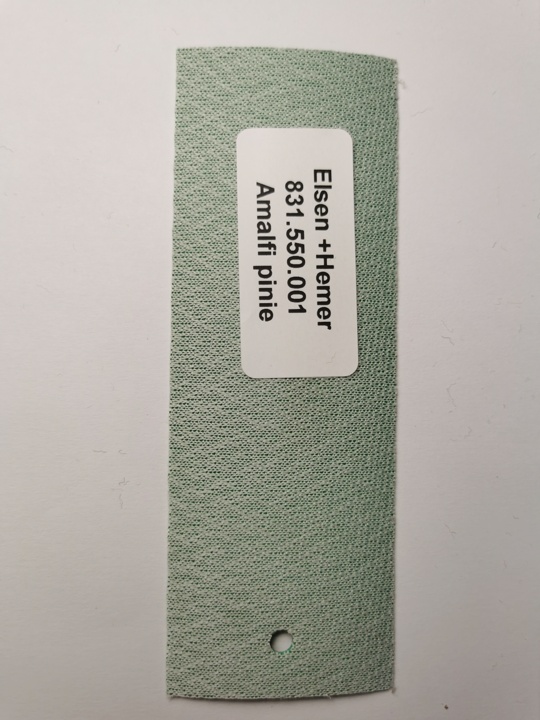 Elsen +Hemer
831.550.001
Amalfi pinie